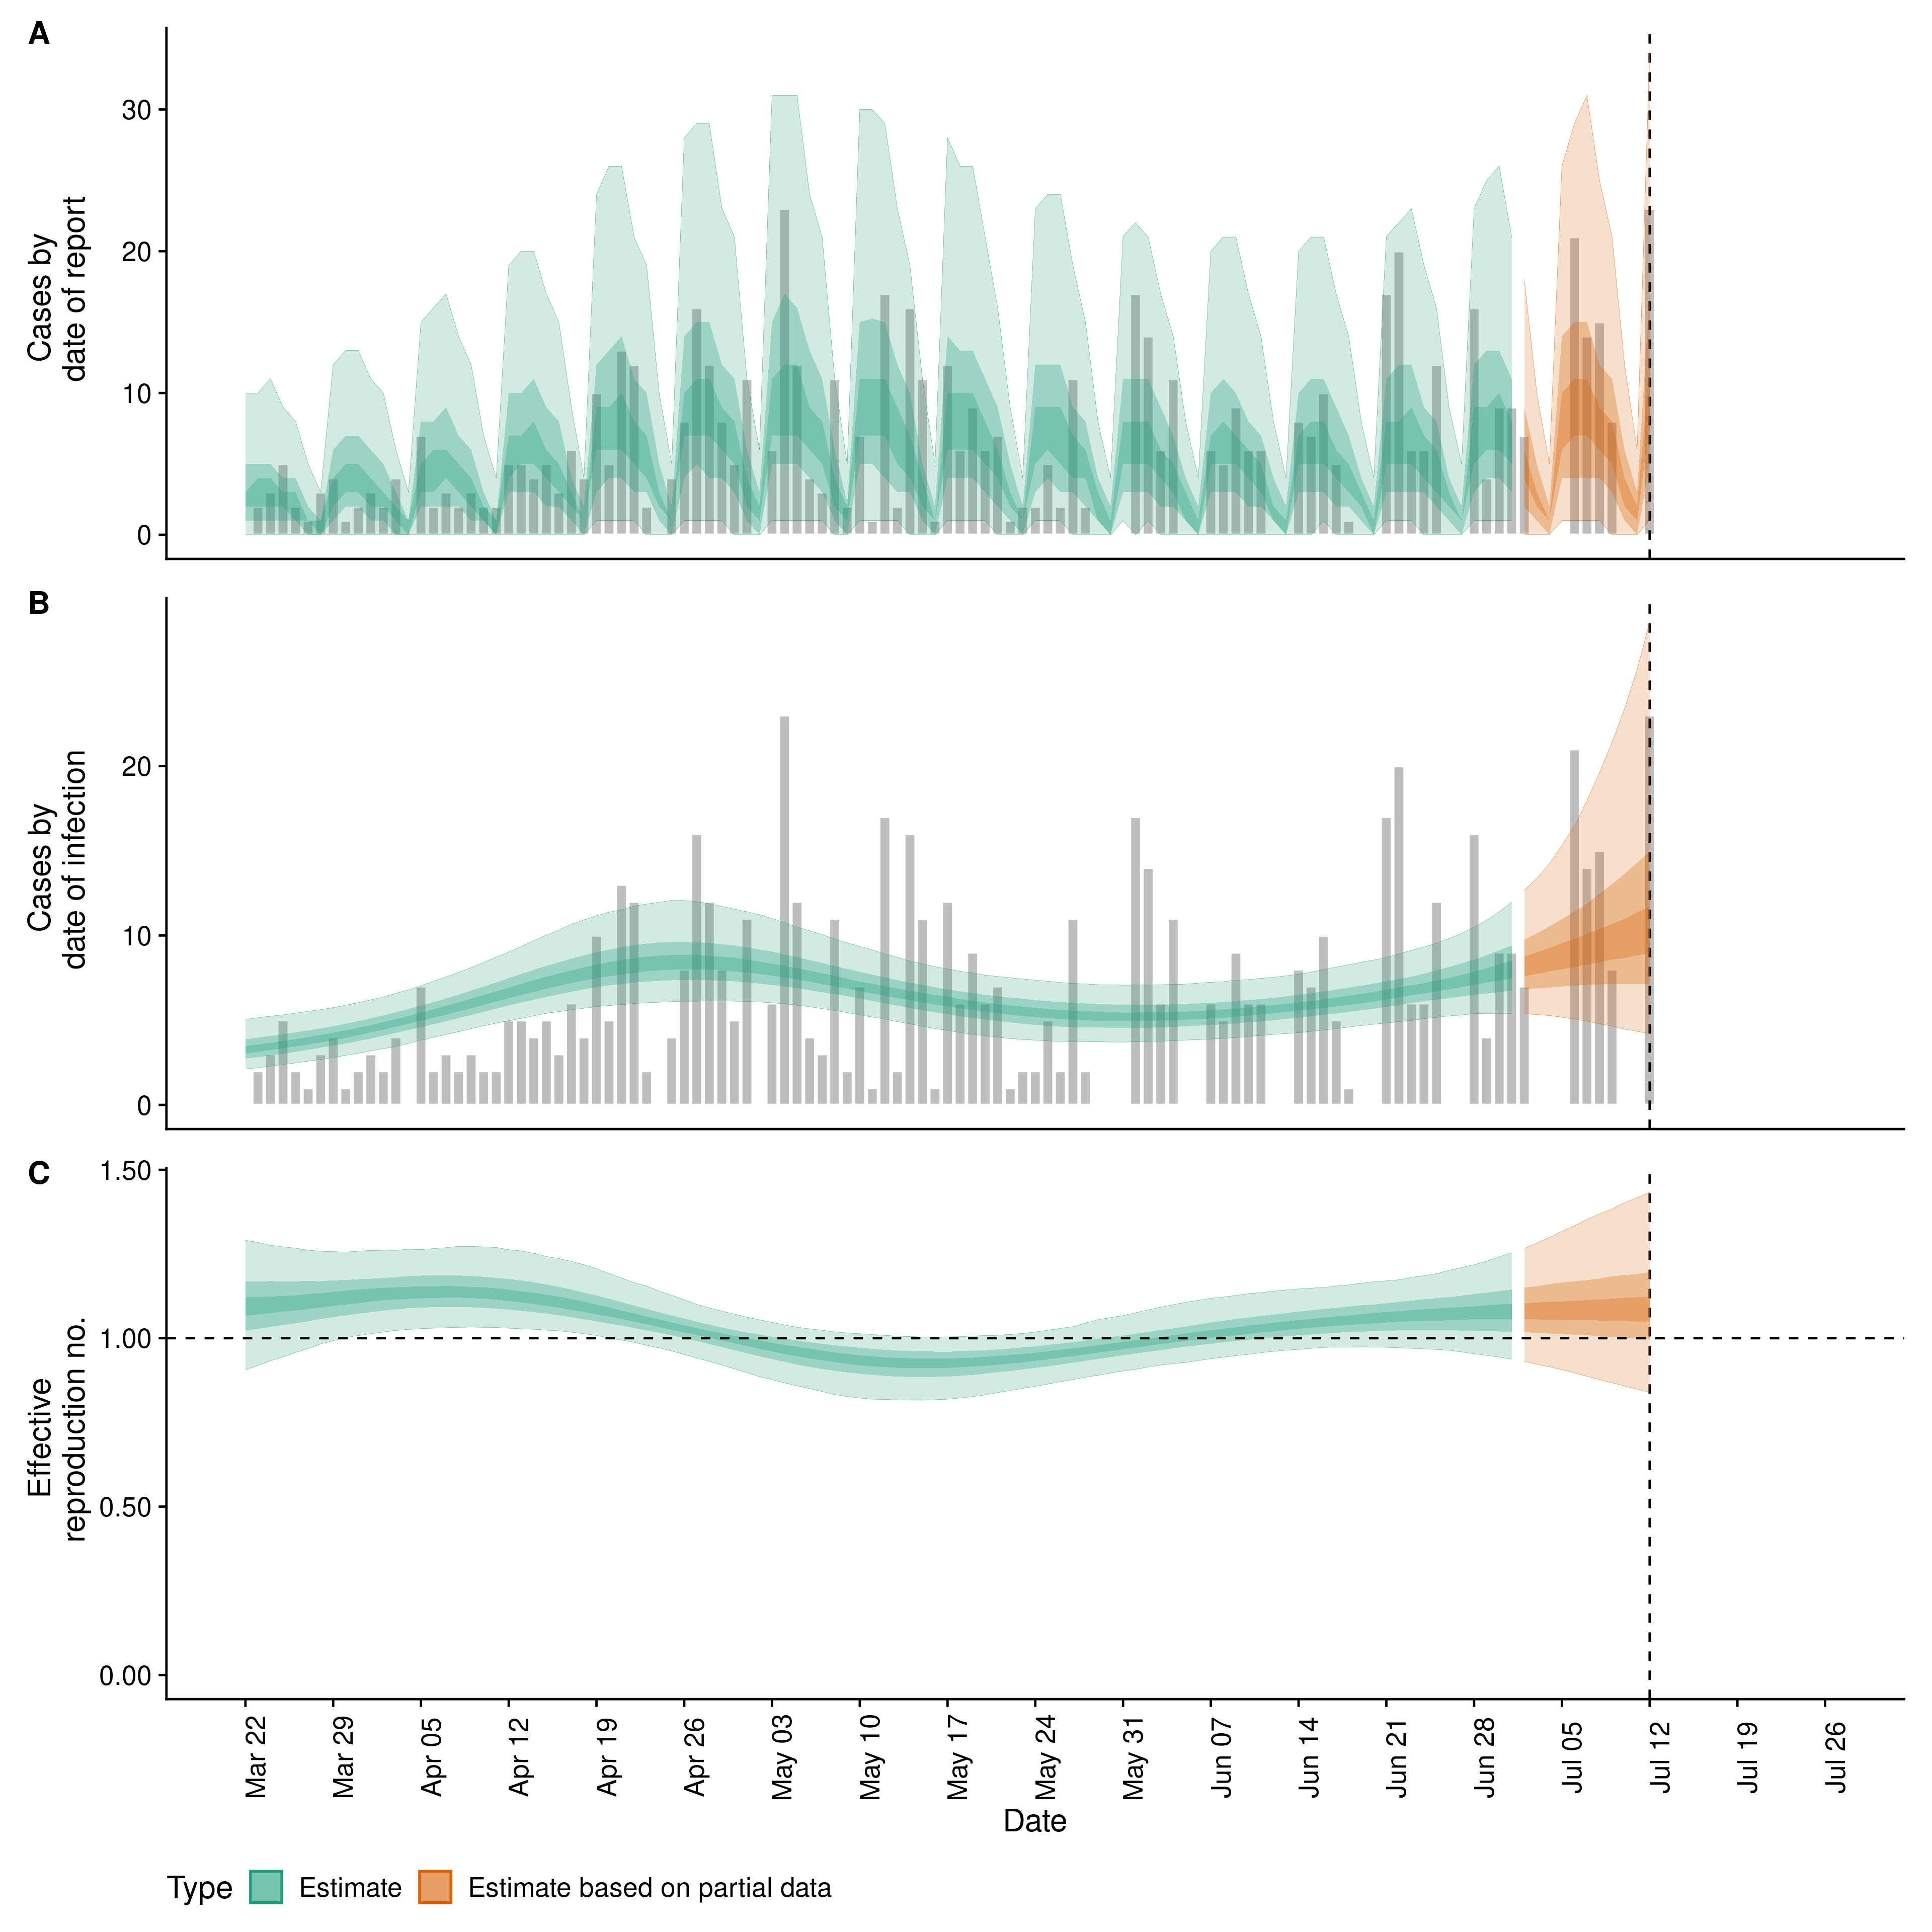 A
Cases by
date of report
30
20
10
0
B
Cases by
date of infection
20
10
0
C
Effective
reproduction no.
1.50
1.00
0.50
0.00
Mar 22
Mar 29
Apr 05
Apr 12
Apr 19
Apr 26
May 03
May 10
May 17
May 24
May 31
Jun 07
Jun 14
Jun 21
Jun 28
Jul 05
Jul 12
Jul 19
Jul 26
Date
Type Estimate Estimate based on partial data